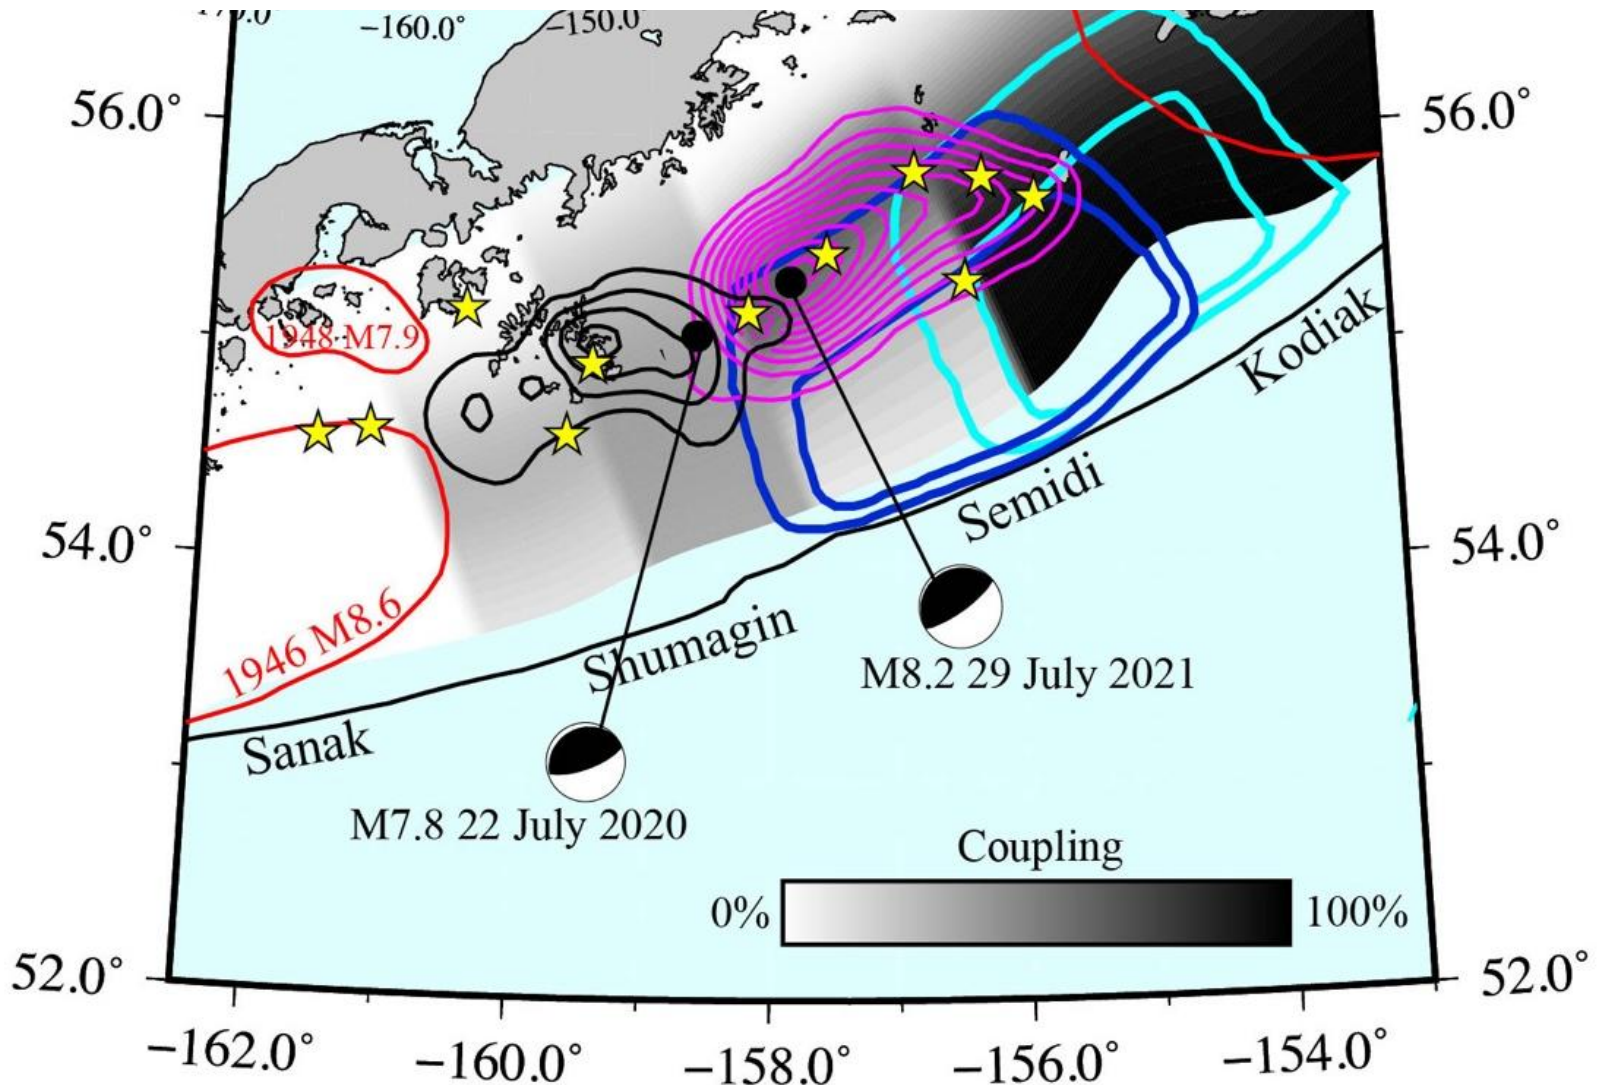 −160.0°
−150.0°
56.0°
56.0°
1948 M7.9
Kodiak
54.0°
Semidi
54.0°
1946 M8.6
Shumagin
M8.2 29 July 2021
Sanak
M7.8 22 July 2020
Coupling
0%
100%
52.0°
52.0°
−162.0°
−160.0°
−158.0°
−156.0°
−154.0°